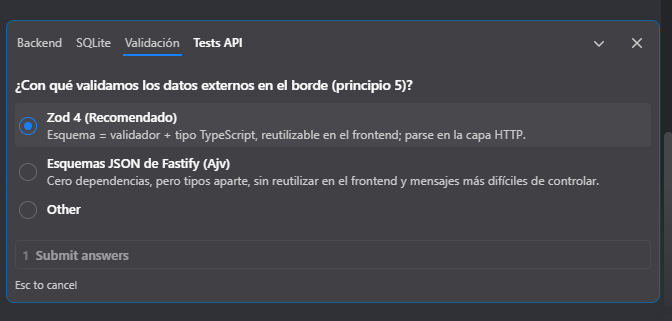 Backend SQLite Validación Tests API
¿Con qué validamos los datos externos en el borde (principio 5)?
Zod 4 (Recomendado)
Esquema = validador + tipo TypeScript, reutilizable en el frontend; parse en la capa HTTP.
Esquemas JSON de Fastify (Ajv)
Cero dependencias, pero tipos aparte, sin reutilizar en el frontend y mensajes más difíciles de controlar.
Other
1 Submit answers
Esc to cancel